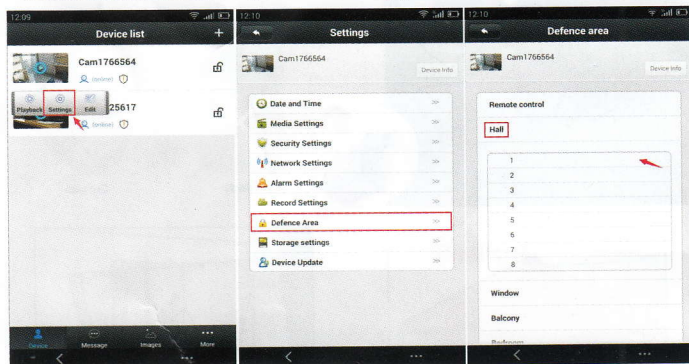 12:09
Device list
+
Cam1766564
(online)
Playback
Settings
Edit
25617
(online)
Device
Message
Images
More
12:10
Settings
Cam1766564
Device Info
Date and Time
Media Settings
Security Settings
Network Settings
Alarm Settings
Record Settings
Defence Area
Storage settings
Device Update
12:10
Defence area
Cam1766564
Device Info
Remote control
Hall
1
2
3
4
5
6
7
8
Window
Balcony
Bedroom